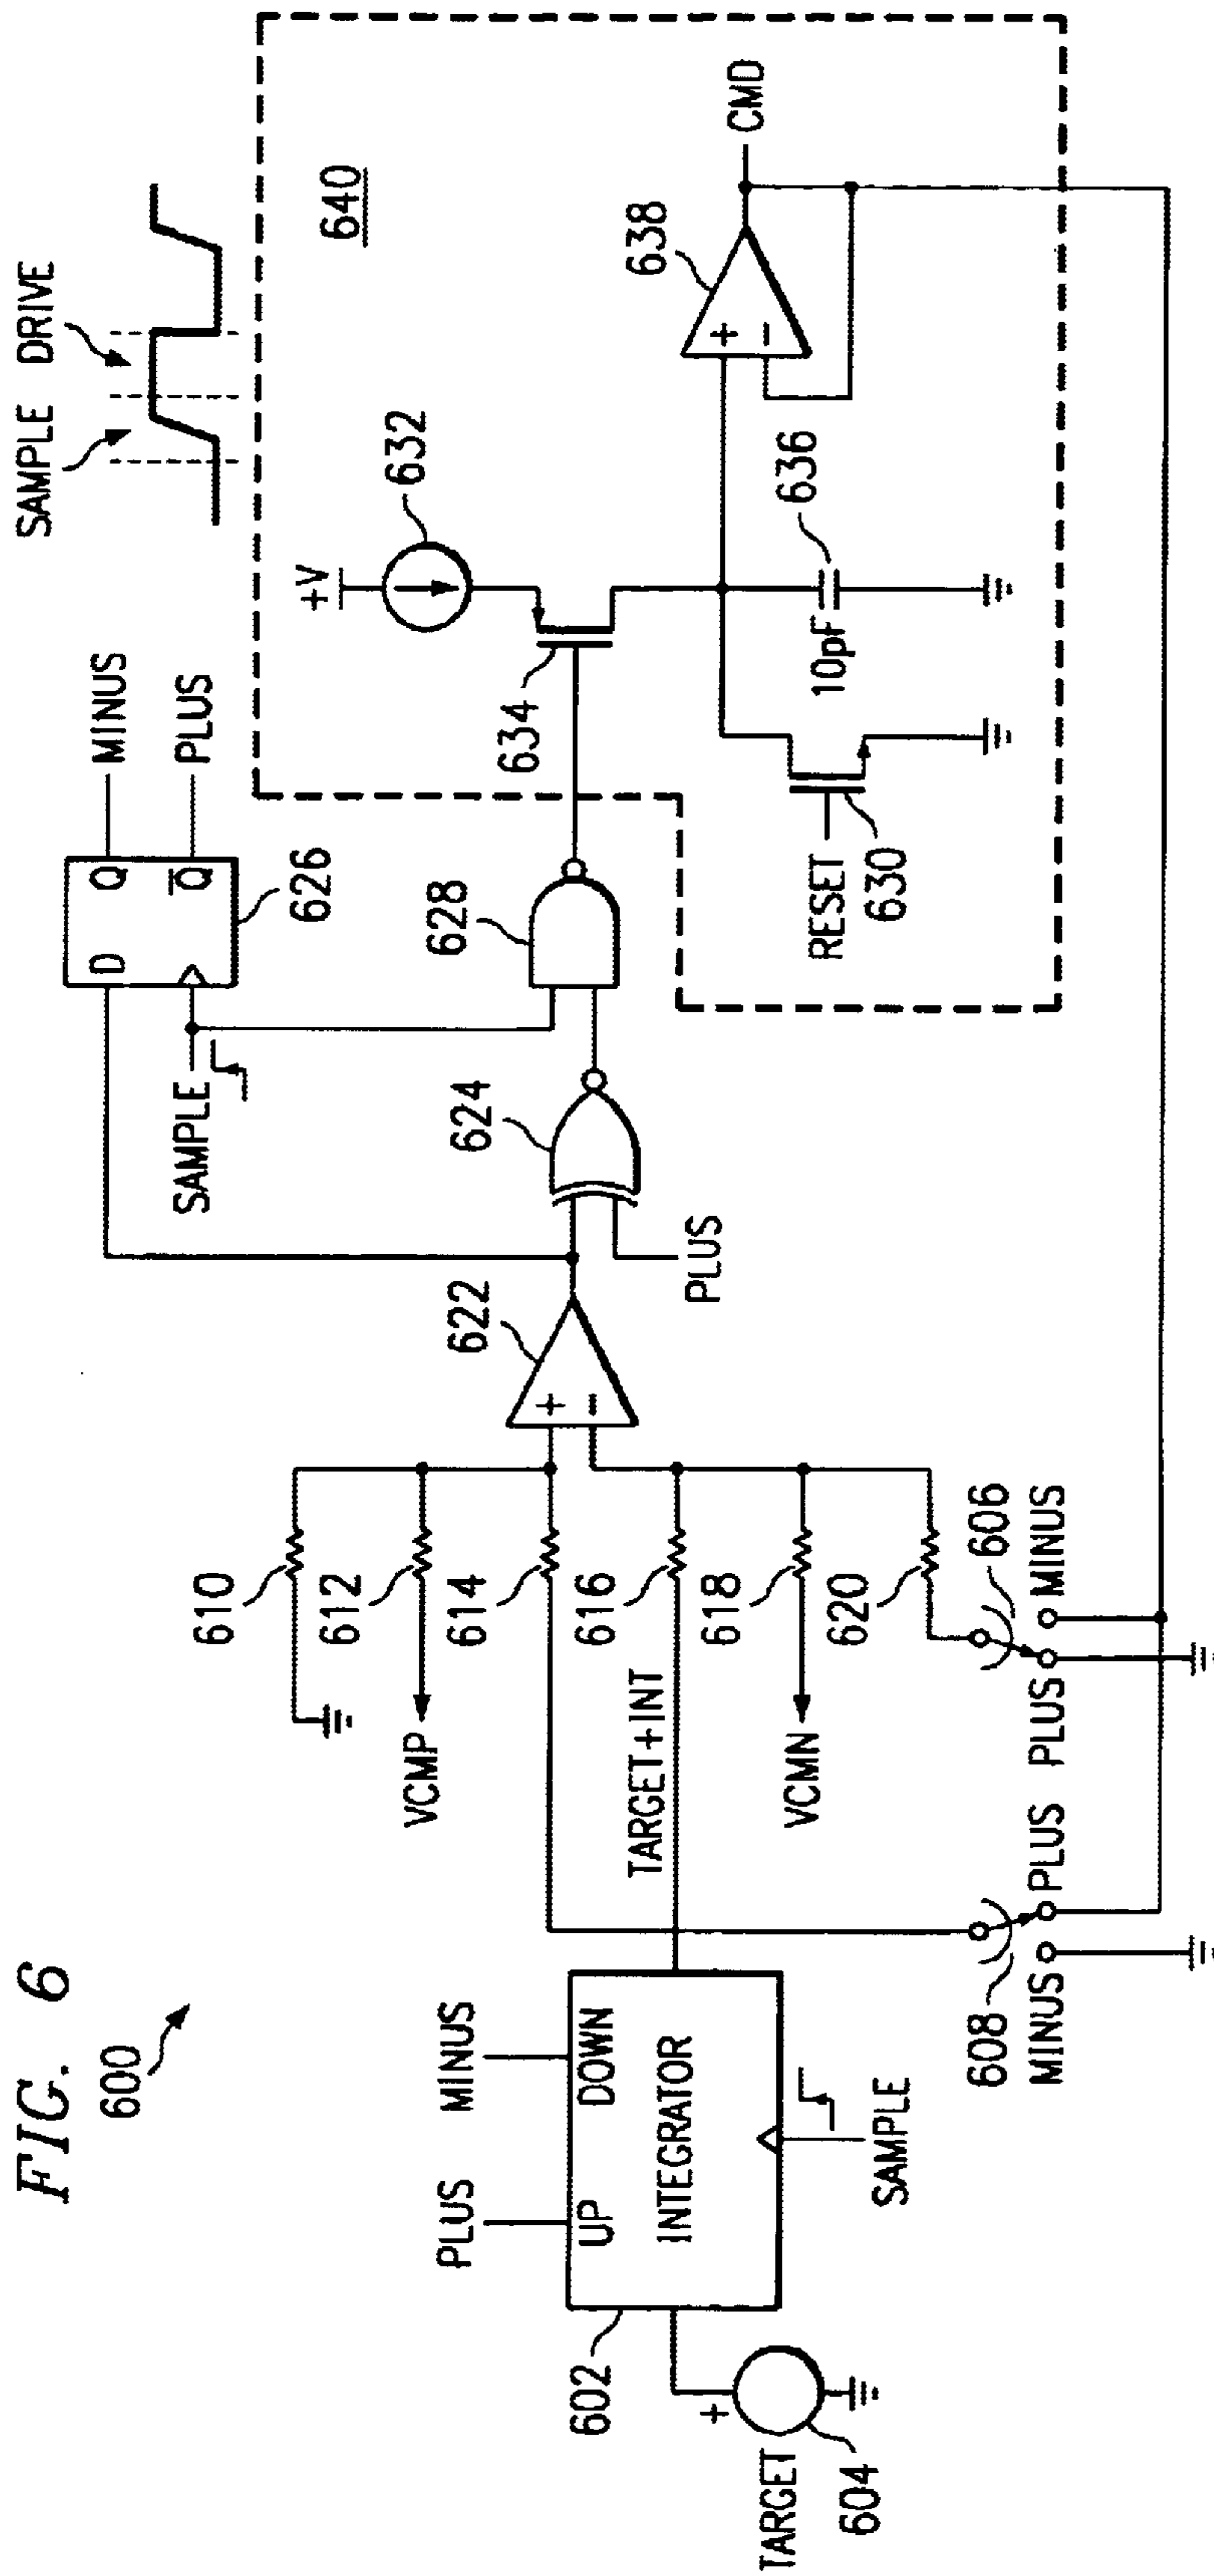 FIG. 6
600
SAMPLE DRIVE
TARGET
604
+
602
PLUS
MINUS
UP
DOWN
INTEGRATOR
SAMPLE
TARGET+INT
610
612
VCMP
614
616
618
VCMN
620
608
MINUS
PLUS
606
PLUS
MINUS
622
+
−
PLUS
624
SAMPLE
D
Q
Q̅
626
MINUS
PLUS
628
640
+V
632
634
RESET
630
10pF
636
638
+
−
CMD